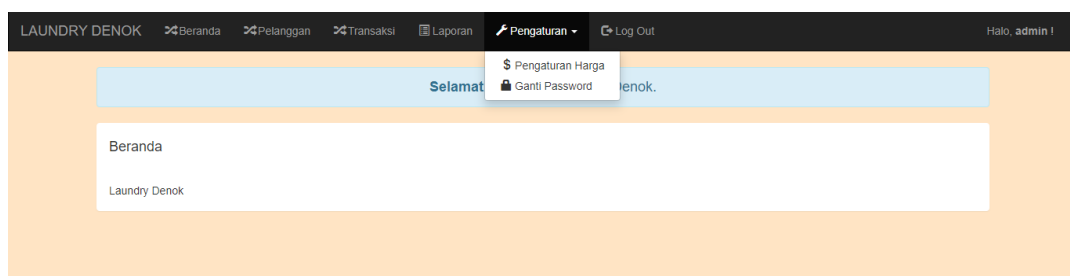 LAUNDRY DENOK Beranda Pelanggan Transaksi Laporan Pengaturan Log Out Halo, admin !
$ Pengaturan Harga
Ganti Password
Selamat enok.
Beranda
Laundry Denok